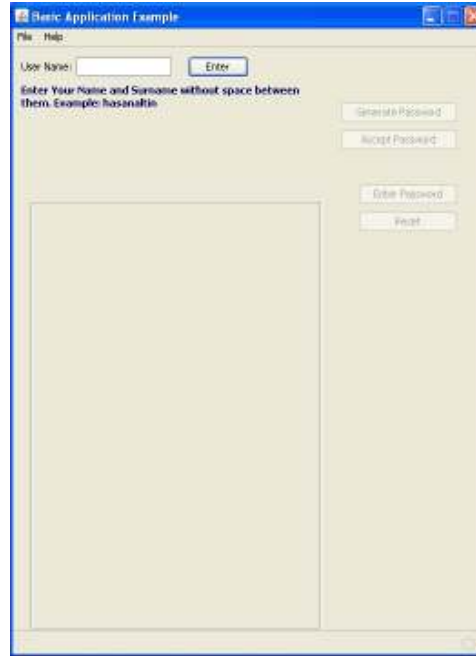 Basic Application Example
File Help
User Name: Enter
Enter Your Name and Surname without space between
them. Example: hasanaltin
Generate Password
Accept Password
Enter Password
Reset